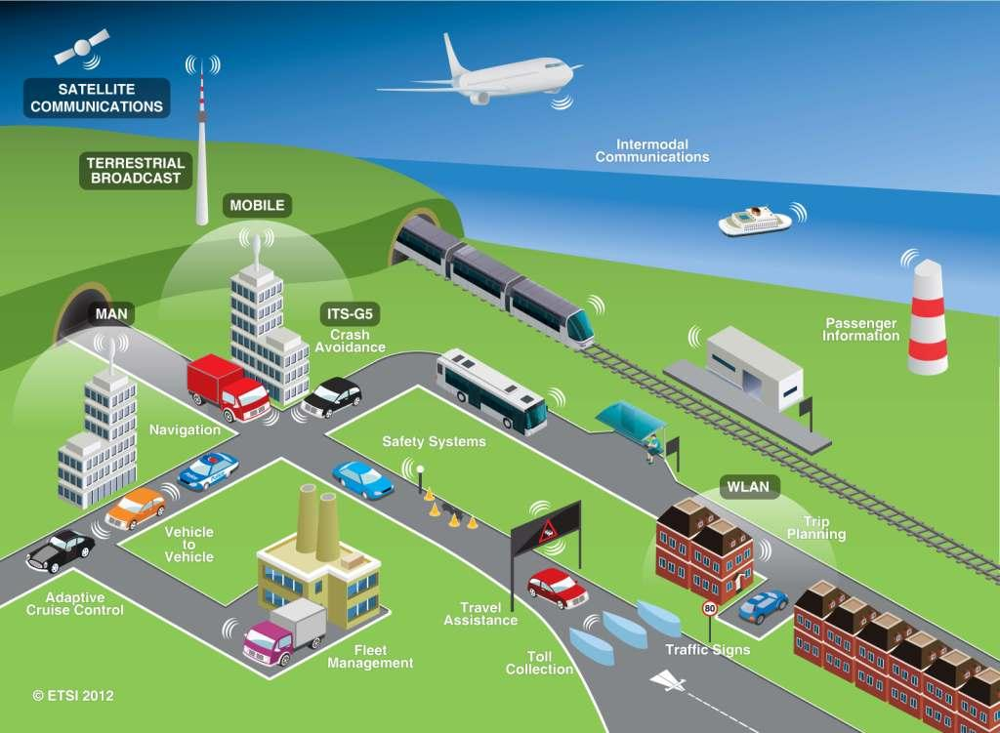 SATELLITE
COMMUNICATIONS
TERRESTRIAL
BROADCAST
Intermodal
Communications
MOBILE
MAN
ITS-G5
Crash
Avoidance
Passenger
Information
Navigation
Safety Systems
WLAN
Trip
Planning
Vehicle
to
Vehicle
Adaptive
Cruise Control
Travel
Assistance
80
Fleet
Management
Toll
Collection
Traffic Signs
© ETSI 2012